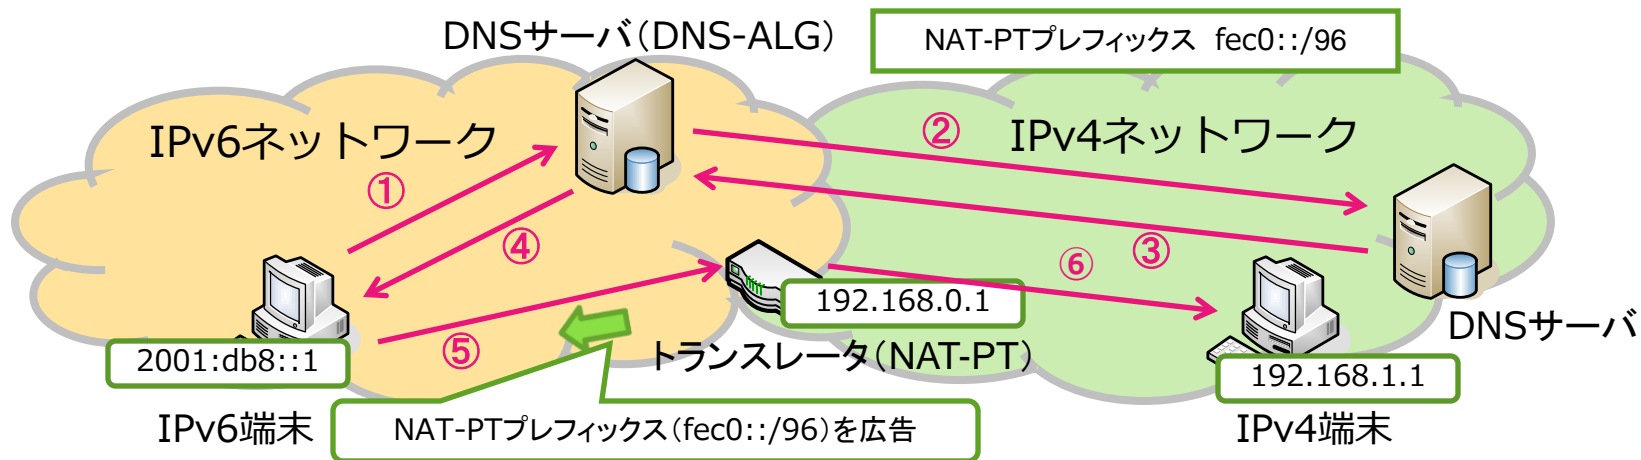 DNSサーバ(DNS-ALG)
NAT-PTプレフィックス fec0::/96
IPv6ネットワーク
IPv4ネットワーク
①
②
③
④
⑤
⑥
192.168.0.1
トランスレータ(NAT-PT)
DNSサーバ
2001:db8::1
192.168.1.1
IPv6端末
NAT-PTプレフィックス(fec0::/96)を広告
IPv4端末